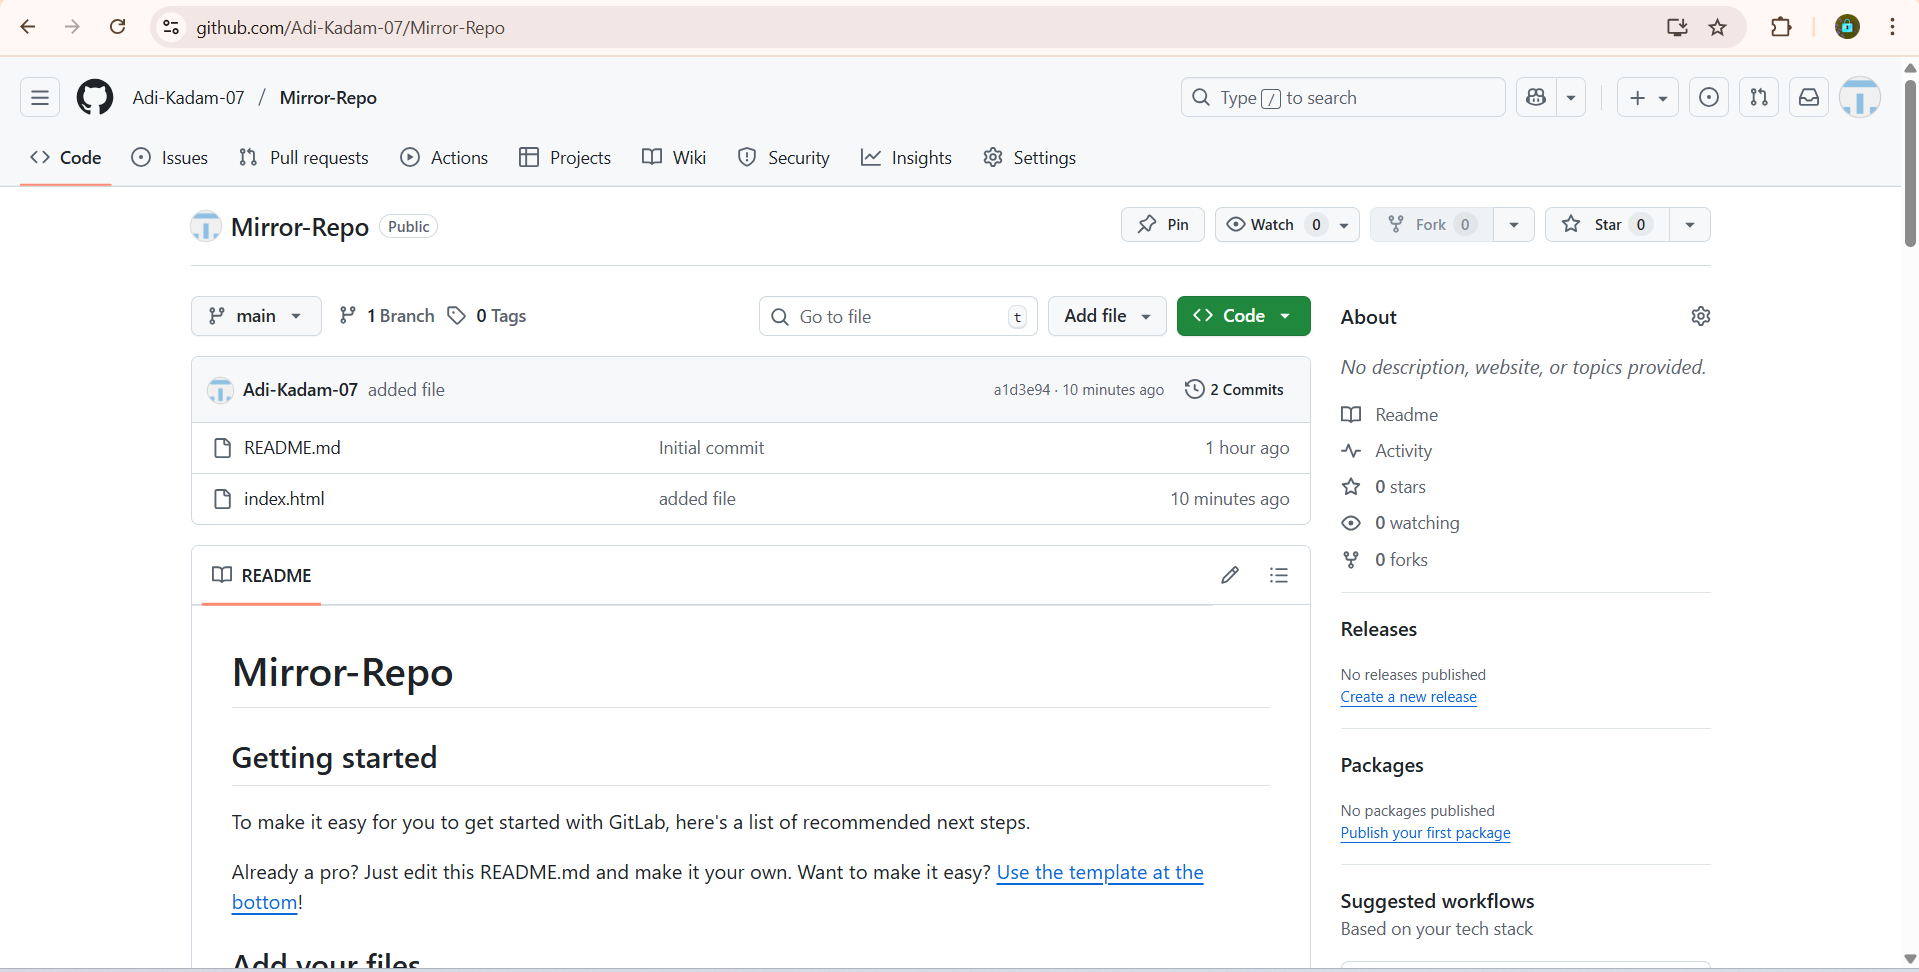 github.com/Adi-Kadam-07/Mirror-Repo
Adi-Kadam-07 / Mirror-Repo
Type / to search
Code Issues Pull requests Actions Projects Wiki Security Insights Settings
Mirror-Repo Public
Pin Watch 0 Fork 0 Star 0
main 1 Branch 0 Tags
Go to file t Add file Code
Adi-Kadam-07 added file a1d3e94 · 10 minutes ago 2 Commits
README.md Initial commit 1 hour ago
index.html added file 10 minutes ago
README
Mirror-Repo
Getting started
To make it easy for you to get started with GitLab, here's a list of recommended next steps.
Already a pro? Just edit this README.md and make it your own. Want to make it easy? Use the template at the
bottom!
Add your files
About
No description, website, or topics provided.
Readme
Activity
0 stars
0 watching
0 forks
Releases
No releases published
Create a new release
Packages
No packages published
Publish your first package
Suggested workflows
Based on your tech stack